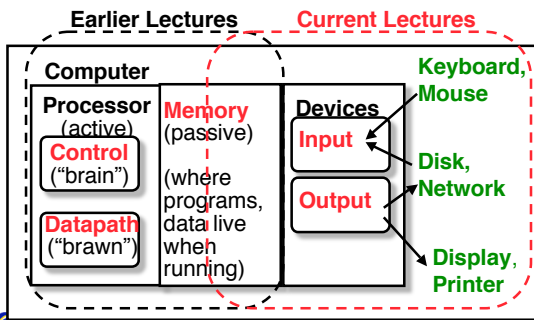 Earlier Lectures
Current Lectures
Computer
Processor
(active)
Control
("brain")
Datapath
("brawn")
Memory
(passive)
(where
programs,
data live
when
running)
Devices
Input
Output
Keyboard,
Mouse
Disk,
Network
Display,
Printer